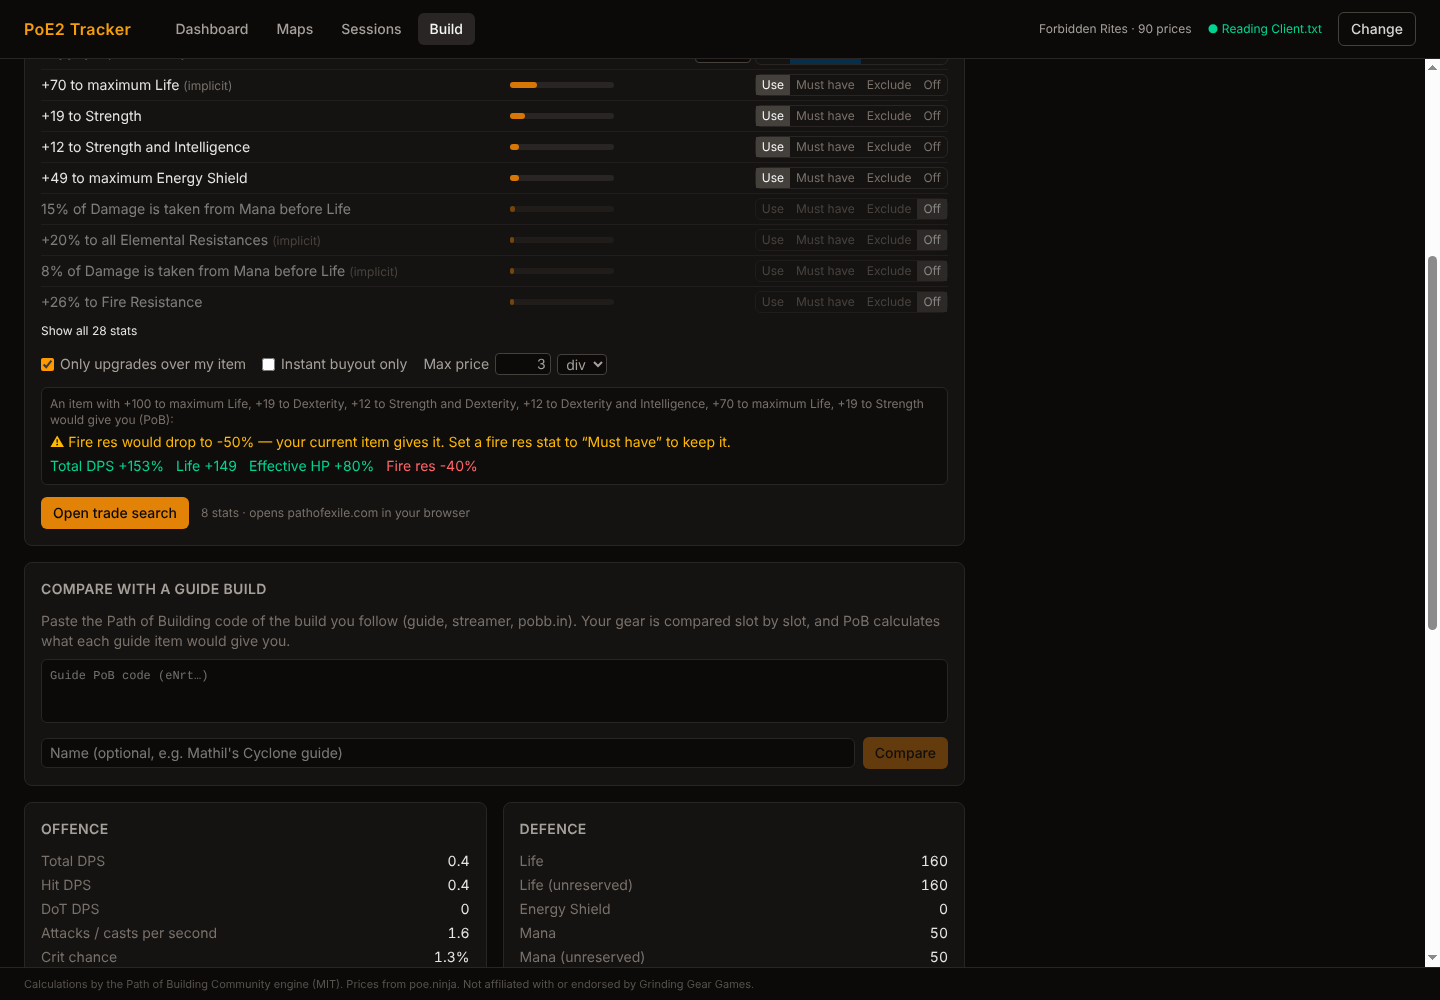 PoE2 Tracker
Dashboard
Maps
Sessions
Build
Forbidden Rites · 90 prices
Reading Client.txt
Change
+70 to maximum Life (implicit)
Use Must have Exclude Off
+19 to Strength
Use Must have Exclude Off
+12 to Strength and Intelligence
Use Must have Exclude Off
+49 to maximum Energy Shield
Use Must have Exclude Off
15% of Damage is taken from Mana before Life
Use Must have Exclude Off
+20% to all Elemental Resistances (implicit)
Use Must have Exclude Off
8% of Damage is taken from Mana before Life (implicit)
Use Must have Exclude Off
+26% to Fire Resistance
Use Must have Exclude Off
Show all 28 stats
Only upgrades over my item
Instant buyout only
Max price 3 div
An item with +100 to maximum Life, +19 to Dexterity, +12 to Strength and Dexterity, +12 to Dexterity and Intelligence, +70 to maximum Life, +19 to Strength
would give you (PoB):
Fire res would drop to -50% — your current item gives it. Set a fire res stat to “Must have” to keep it.
Total DPS +153% Life +149 Effective HP +80% Fire res -40%
Open trade search
8 stats · opens pathofexile.com in your browser
COMPARE WITH A GUIDE BUILD
Paste the Path of Building code of the build you follow (guide, streamer, pobb.in). Your gear is compared slot by slot, and PoB calculates
what each guide item would give you.
Guide PoB code (eNrt…)
Name (optional, e.g. Mathil's Cyclone guide)
Compare
OFFENCE
Total DPS 0.4
Hit DPS 0.4
DoT DPS 0
Attacks / casts per second 1.6
Crit chance 1.3%
DEFENCE
Life 160
Life (unreserved) 160
Energy Shield 0
Mana 50
Mana (unreserved) 50
Calculations by the Path of Building Community engine (MIT). Prices from poe.ninja. Not affiliated with or endorsed by Grinding Gear Games.